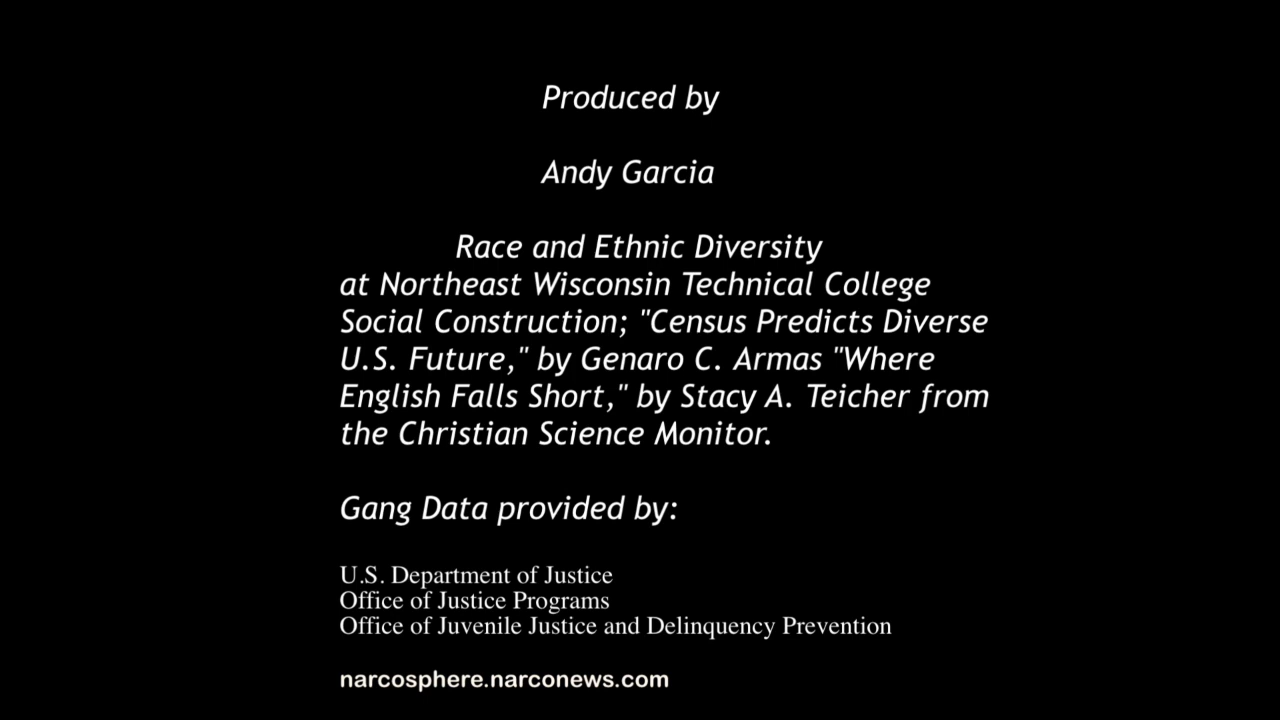 Produced by
Andy Garcia
Race and Ethnic Diversity
at Northeast Wisconsin Technical College
Social Construction; "Census Predicts Diverse
U.S. Future," by Genaro C. Armas "Where
English Falls Short," by Stacy A. Teicher from
the Christian Science Monitor.
Gang Data provided by:
U.S. Department of Justice
Office of Justice Programs
Office of Juvenile Justice and Delinquency Prevention
narcosphere.narconews.com